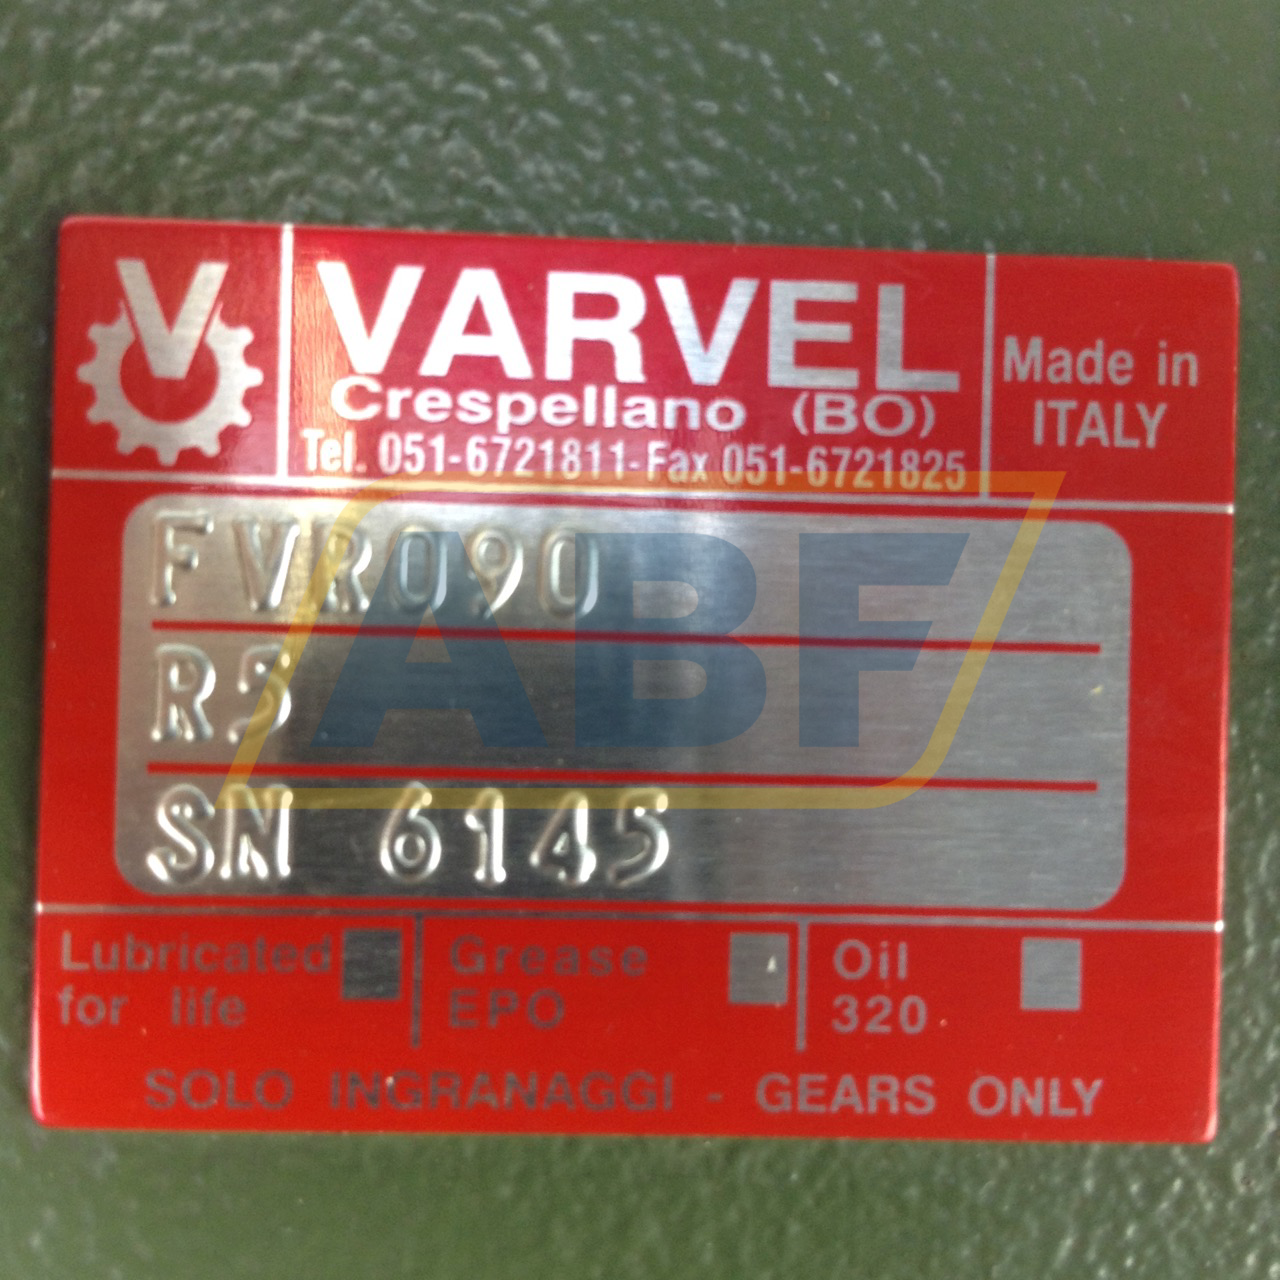 V
VARVEL
Crespellano (BO)
Tel. 051-6721811-Fax 051-6721825
Made in
ITALY
FVR090
R5
SN 6145
ABF
Lubricated
for life
Grease
EPO
Oil
320
SOLO INGRANAGGI - GEARS ONLY